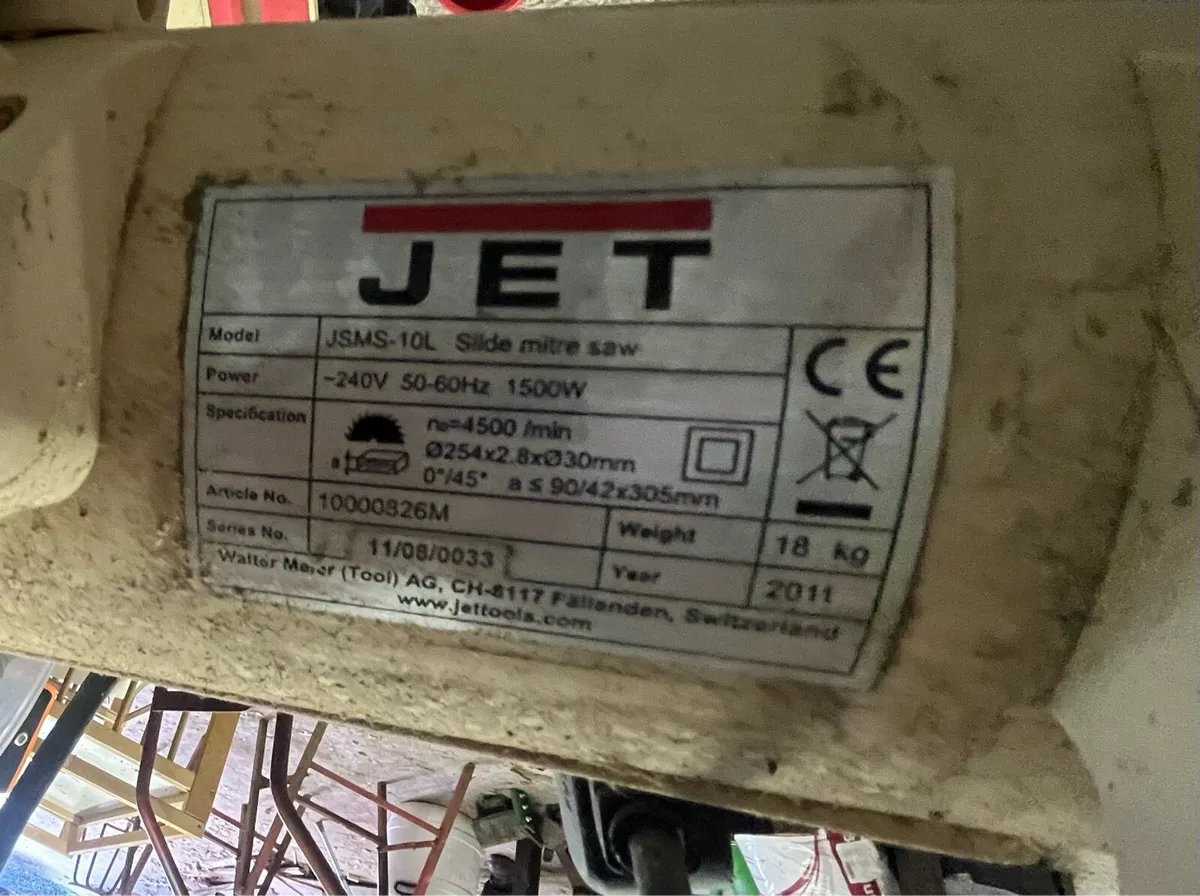 JET
Model JSMS-10L Slide mitre saw
Power ~240V 50-60Hz 1500W
CE
Specification n₀=4500 /min
Ø254x2.8xØ30mm
a 0°/45° a ≤ 90/42x305mm
Article No. 10000826M Weight 18 kg
Series No. 11/08/0033 Year 2011
Walter Meier (Tool) AG, CH-8117 Fällanden, Switzerland
www.jettools.com